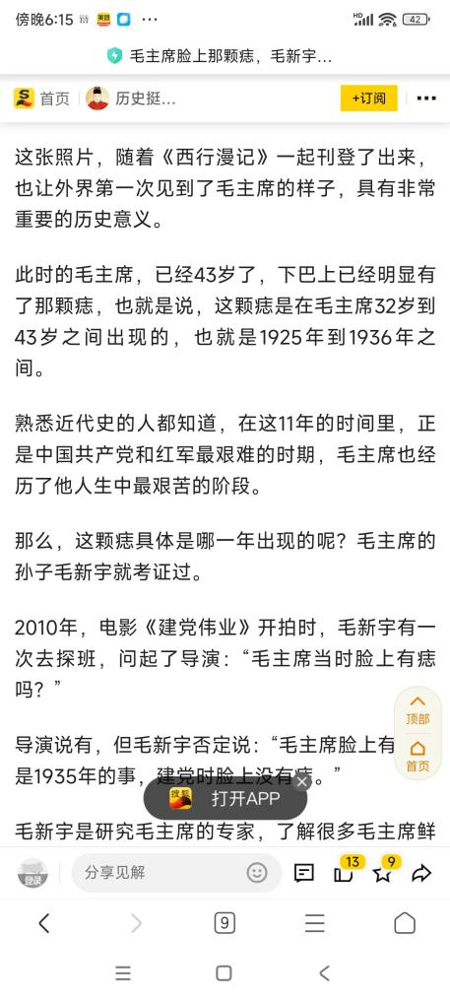 傍晚6:15 ···
HD 42
毛主席脸上那颗痣，毛新宇...
首页 历史挺... +订阅
这张照片，随着《西行漫记》一起刊登了出来，
也让外界第一次见到了毛主席的样子，具有非常
重要的历史意义。
此时的毛主席，已经43岁了，下巴上已经明显有
了那颗痣，也就是说，这颗痣是在毛主席32岁到
43岁之间出现的，也就是1925年到1936年之
间。
熟悉近代史的人都知道，在这11年的时间里，正
是中国共产党和红军最艰难的时期，毛主席也经
历了他人生中最艰苦的阶段。
那么，这颗痣具体是哪一年出现的呢？毛主席的
孙子毛新宇就考证过。
2010年，电影《建党伟业》开拍时，毛新宇有一
次去探班，问起了导演：“毛主席当时脸上有痣
吗？”
顶部
导演说有，但毛新宇否定说：“毛主席脸上有
首页
是1935年的事，建党时脸上没有痣。”
搜狐 打开APP
毛新宇是研究毛主席的专家，了解很多毛主席鲜
登录 分享见解 13 9
9